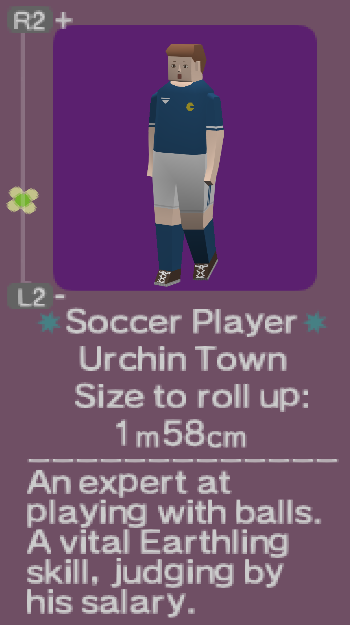 R2 +
L2 -
Soccer Player
Urchin Town
Size to roll up:
1m58cm
An expert at
playing with balls.
A vital Earthling
skill, judging by
his salary.